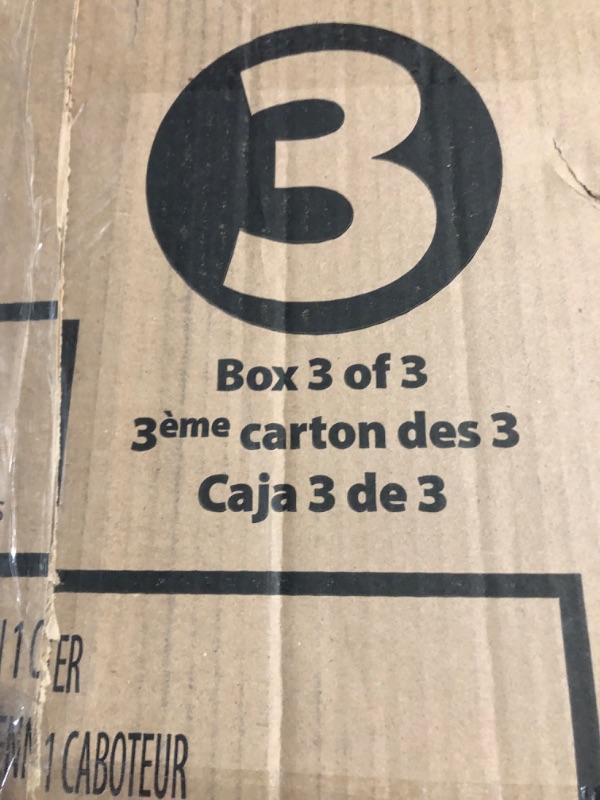 3
Box 3 of 3
3ème carton des 3
Caja 3 de 3
1 CABOTEUR